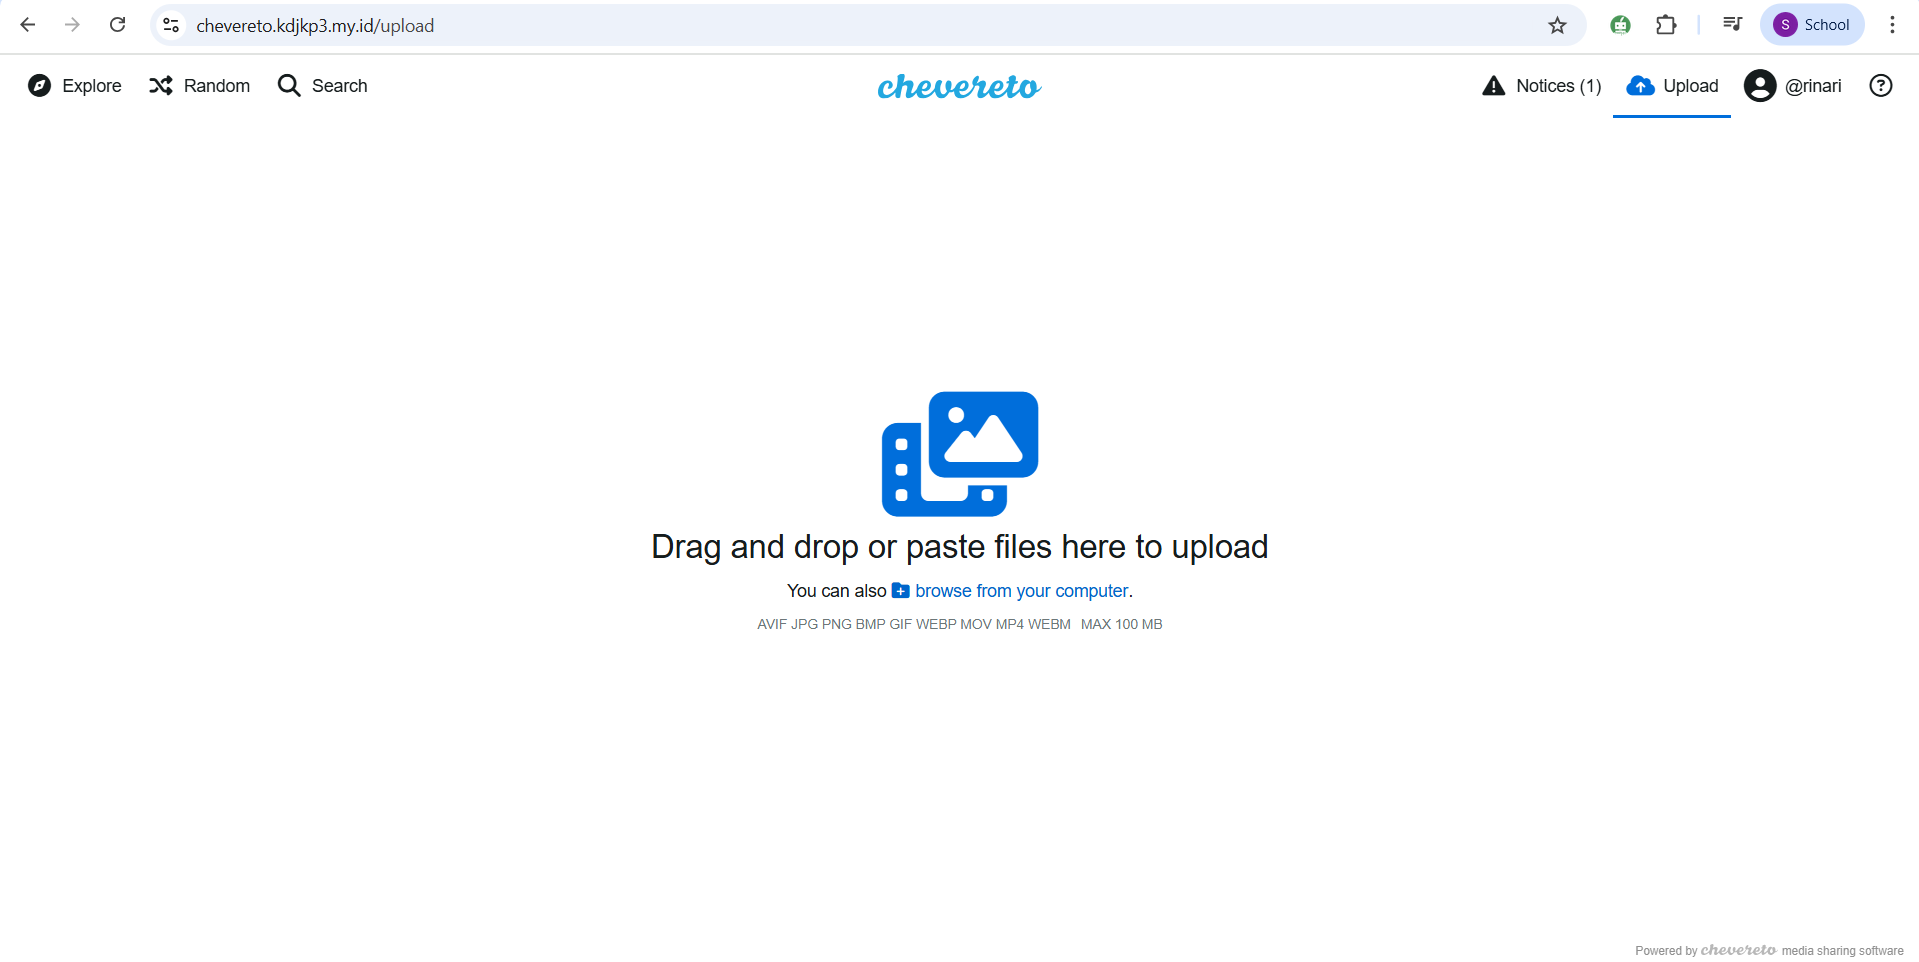 chevereto.kdjkp3.my.id/upload
S School
Explore Random Search chevereto Notices (1) Upload @rinari
Drag and drop or paste files here to upload
You can also browse from your computer.
AVIF JPG PNG BMP GIF WEBP MOV MP4 WEBM MAX 100 MB
Powered by chevereto media sharing software